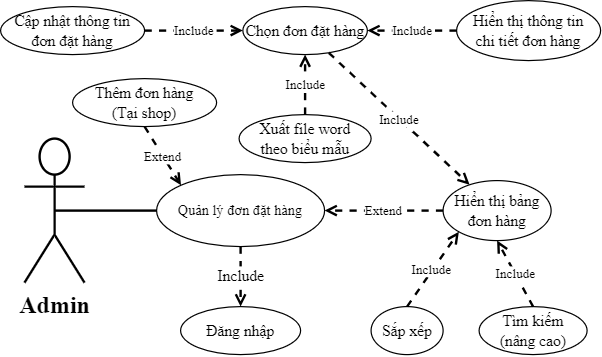 Cập nhật thông tin
đơn đặt hàng
Include
Chọn đơn đặt hàng
Include
Hiển thị thông tin
chi tiết đơn hàng
Thêm đơn hàng
(Tại shop)
Include
Xuất file word
theo biểu mẫu
Include
Extend
Quản lý đơn đặt hàng
Extend
Hiển thị bảng
đơn hàng
Admin
Include
Include
Include
Đăng nhập
Sắp xếp
Tìm kiếm
(nâng cao)